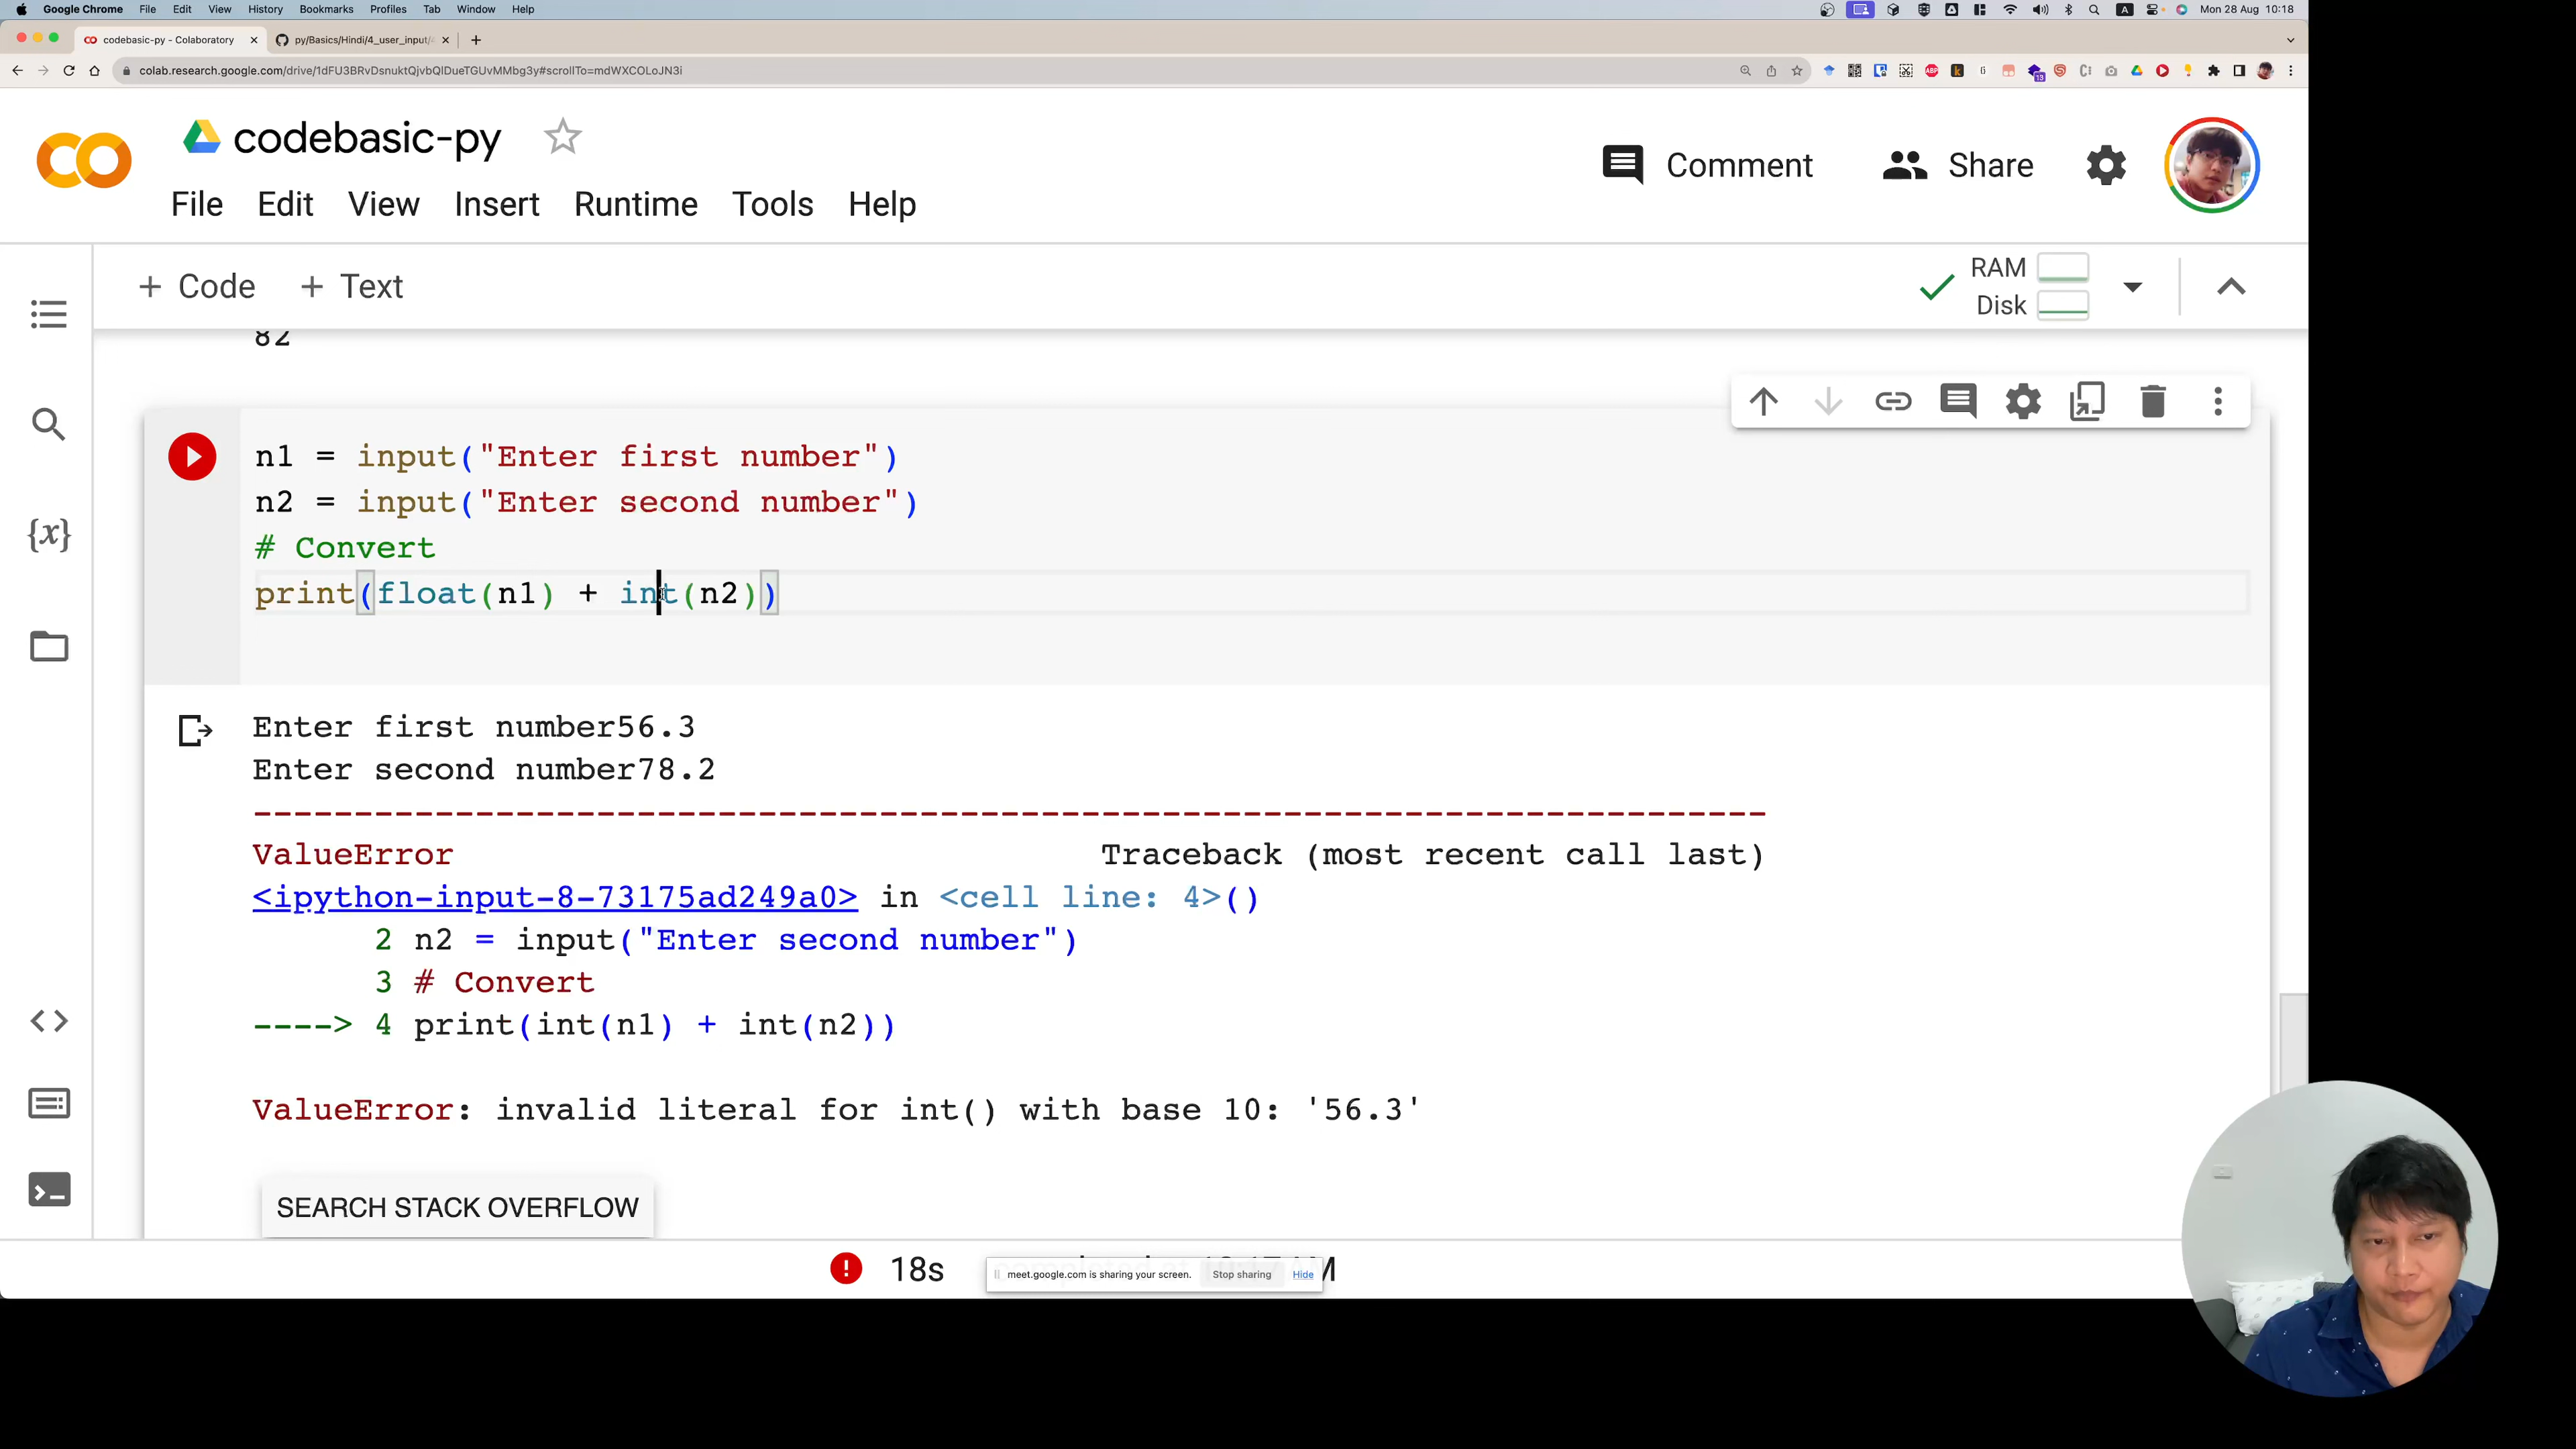 Google Chrome File Edit View History Bookmarks Profiles Tab Window Help
Mon 28 Aug 10:18
codebasic-py - Colaboratory
py/Basics/Hindi/4_user_input/
colab.research.google.com/drive/1dFU3BRvDsnuktQjvbQlDueTGUvMMbg3y#scrollTo=mdWXCOLoJN3i
codebasic-py
Comment Share
File Edit View Insert Runtime Tools Help
+ Code + Text
RAM
Disk
82
n1 = input("Enter first number")
n2 = input("Enter second number")
# Convert
print(float(n1) + int(n2))
Enter first number56.3
Enter second number78.2
---------------------------------------------------------------------------
ValueError Traceback (most recent call last)
<ipython-input-8-73175ad249a0> in <cell line: 4>()
2 n2 = input("Enter second number")
3 # Convert
----> 4 print(int(n1) + int(n2))
ValueError: invalid literal for int() with base 10: '56.3'
SEARCH STACK OVERFLOW
18s
meet.google.com is sharing your screen. Stop sharing Hide